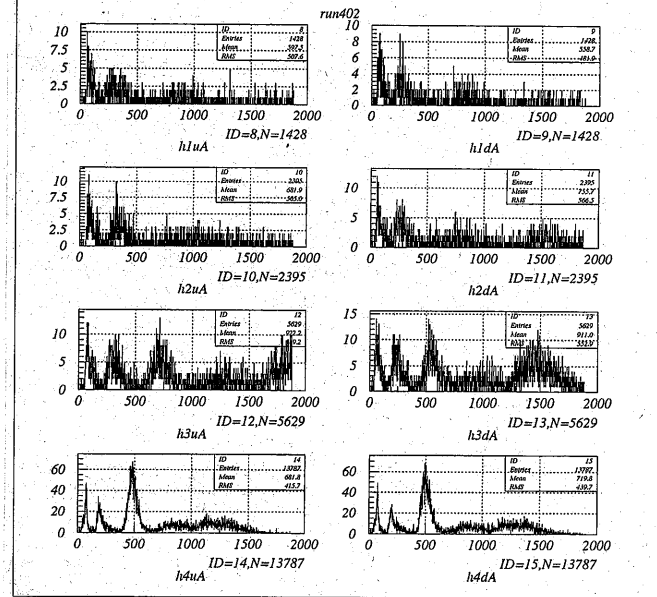 run402
ID 8
Entries 1428
Mean 597.5
RMS 507.6
10
7.5
5
2.5
0
0 500 1000 1500 2000
ID=8,N=1428
h1uA
ID 9
Entries 1428
Mean 558.7
RMS
10
8
6
4
2
0
0 500 1000 1500 2000
ID=9,N=1428
h1dA
ID 10
Entries
Mean 681.9
RMS
10
7.5
5
2.5
0
0 500 1000 1500 2000
ID=10,N=2395
h2uA
ID 11
Entries 2395
Mean 755.7
RMS 566.5
10
5
0
0 500 1000 1500 2000
ID=11,N=2395
h2dA
ID 12
Entries 5629
Mean
RMS
10
5
0
0 500 1000 1500 2000
ID=12,N=5629
h3uA
ID 13
Entries 5629
Mean 911.0
RMS 552.9
15
10
5
0
0 500 1000 1500 2000
ID=13,N=5629
h3dA
ID 14
Entries 13787
Mean 681.8
RMS 415.7
60
40
20
0
0 500 1000 1500 2000
ID=14,N=13787
h4uA
ID 15
Entries 13787
Mean 719.8
RMS 439.7
60
40
20
0
0 500 1000 1500 2000
ID=15,N=13787
h4dA